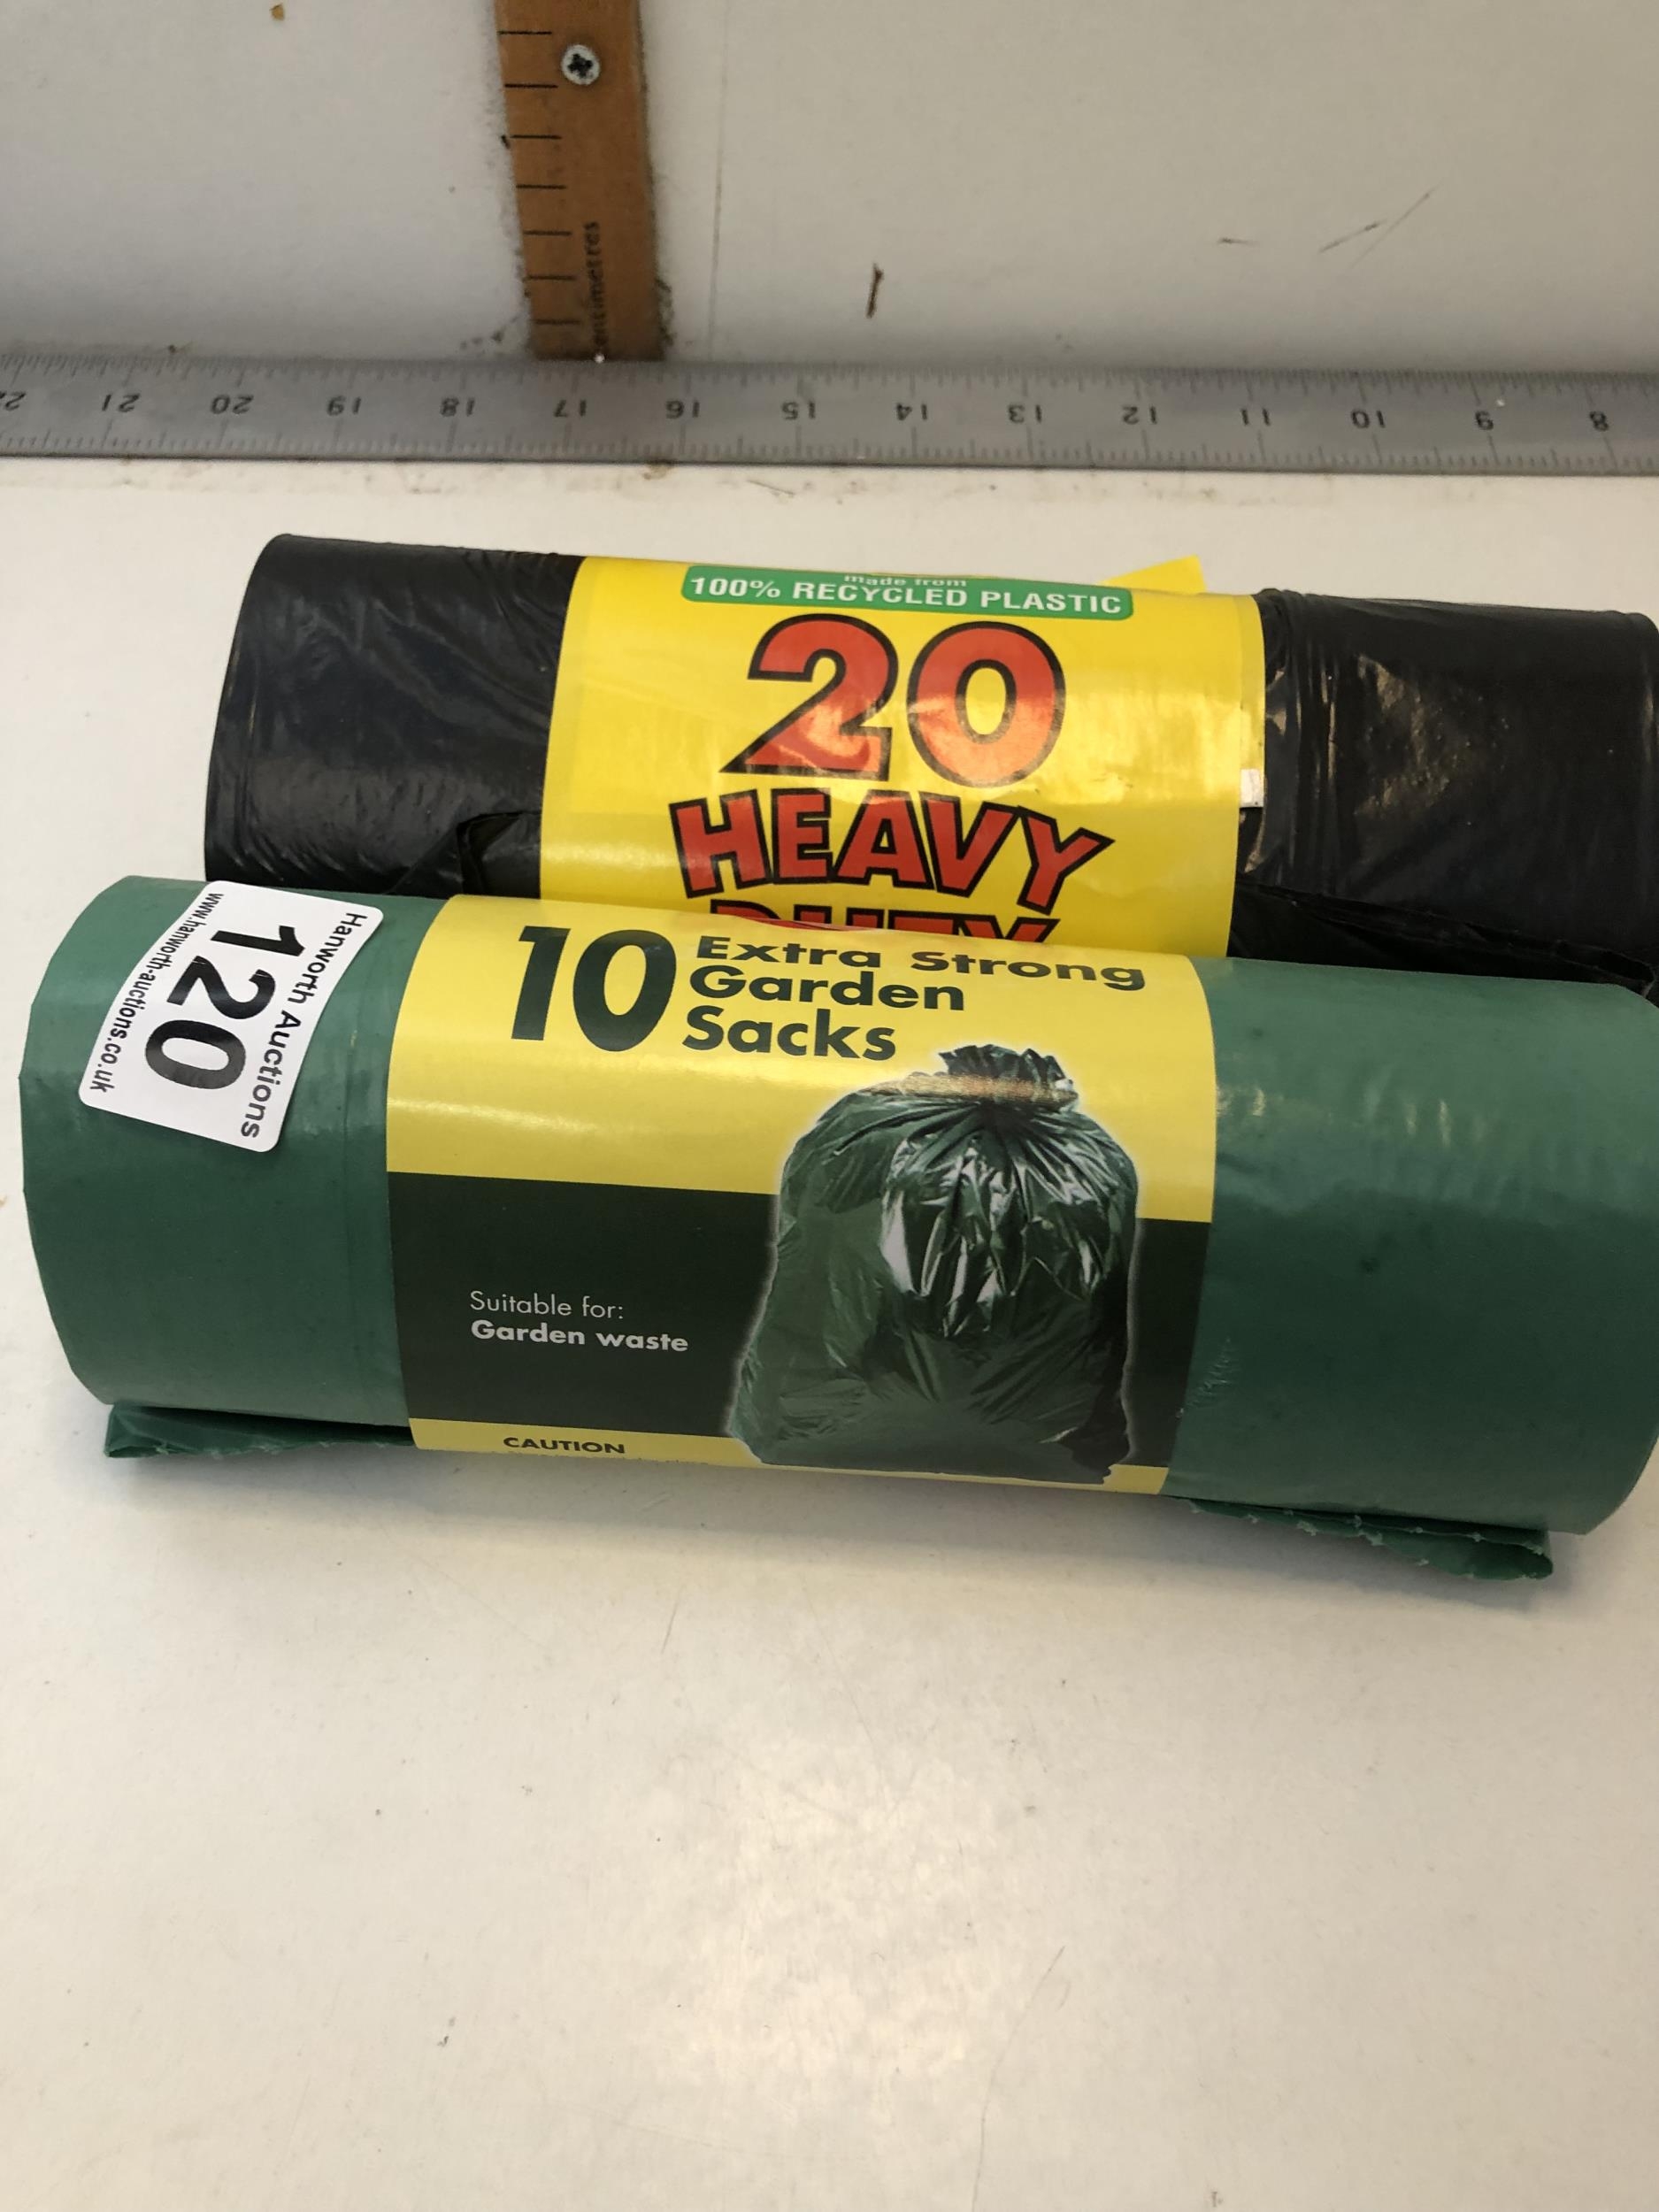 centimetres
22 21 20 19 18 17 16 15 14 13 12 11 10 9 8
made from
100% RECYCLED PLASTIC
20
HEAVY
DUTY
10 Extra Strong
Garden
Sacks
Suitable for:
Garden waste
CAUTION
Hanworth Auctions
120
www.hanworth-auctions.co.uk